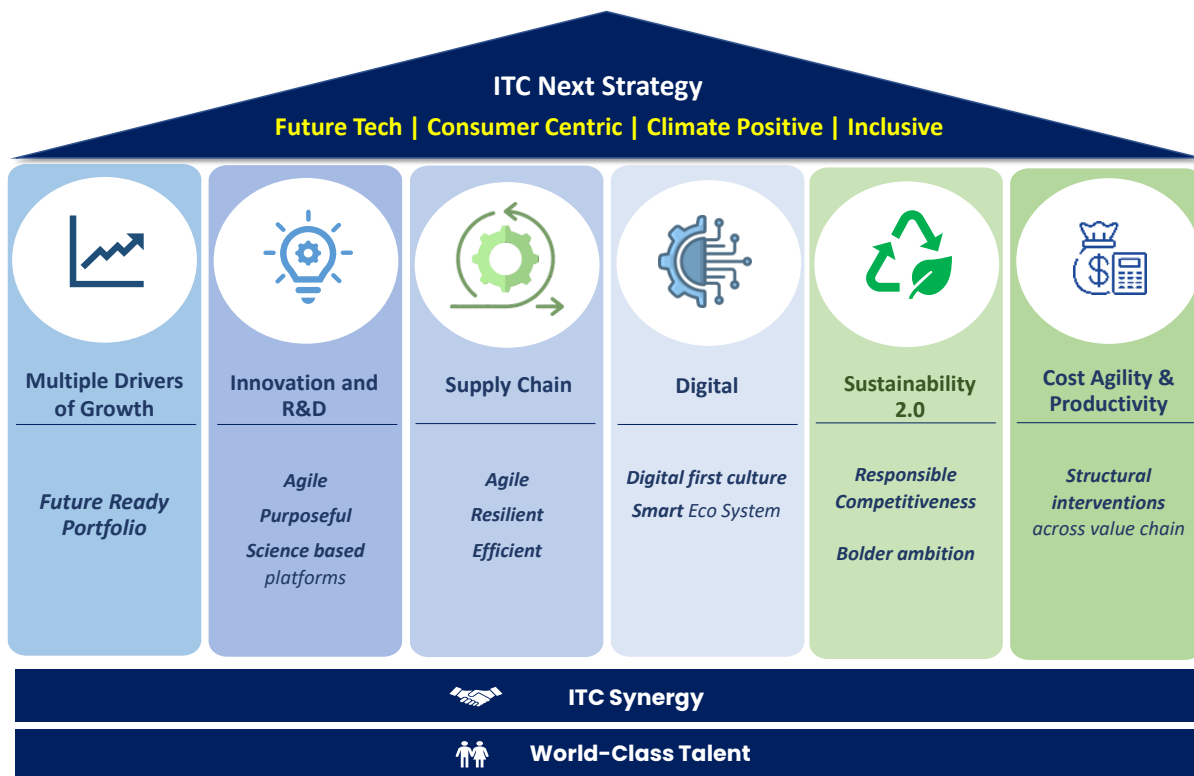 ITC Next Strategy
Future Tech | Consumer Centric | Climate Positive | Inclusive
Multiple Drivers
of Growth
Future Ready
Portfolio
Innovation and
R&D
Agile
Purposeful
Science based
platforms
Supply Chain
Agile
Resilient
Efficient
Digital
Digital first culture
Smart Eco System
Sustainability
2.0
Responsible
Competitiveness
Bolder ambition
Cost Agility &
Productivity
Structural
interventions
across value chain
ITC Synergy
World-Class Talent